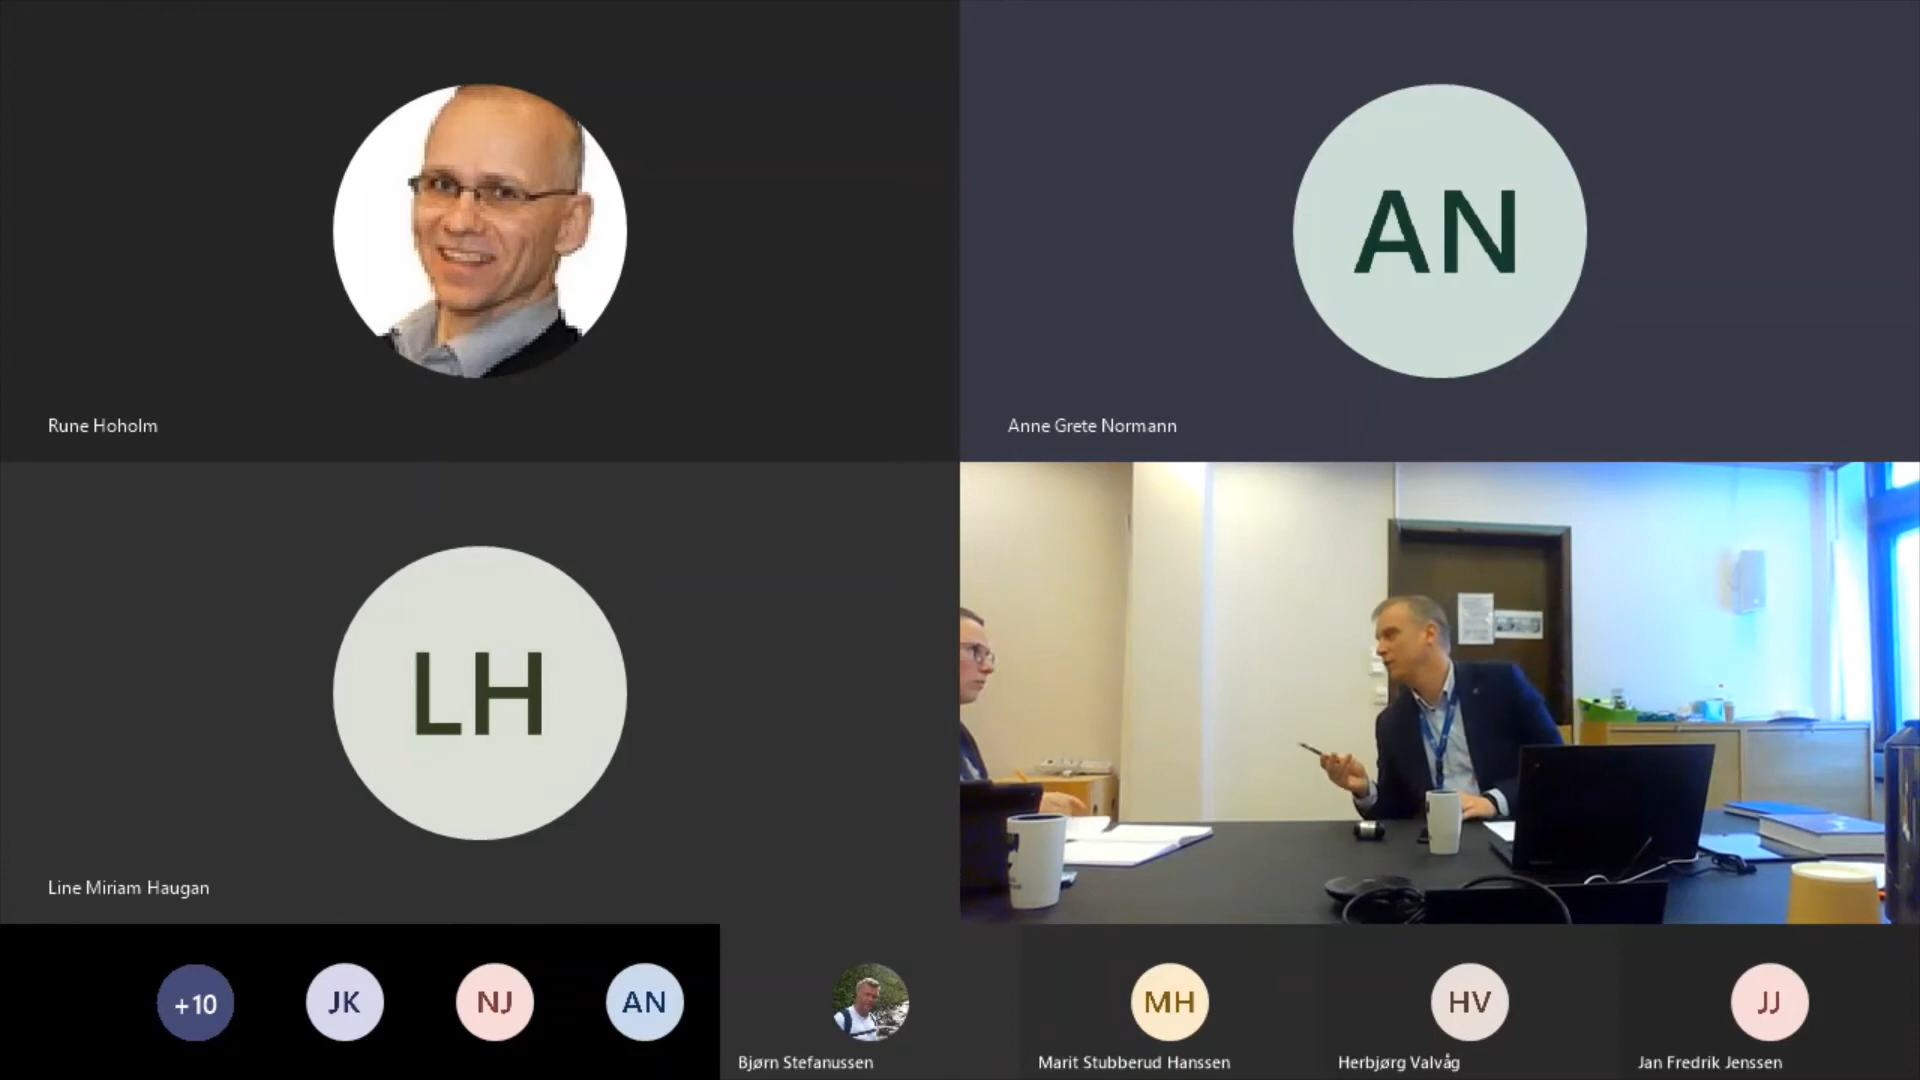 AN
Rune Hoholm
Anne Grete Normann
LH
Line Miriam Haugan
+10
JK
NJ
AN
MH
HV
JJ
Bjørn Stefanussen
Marit Stubberud Hanssen
Herbjørg Valvåg
Jan Fredrik Jenssen